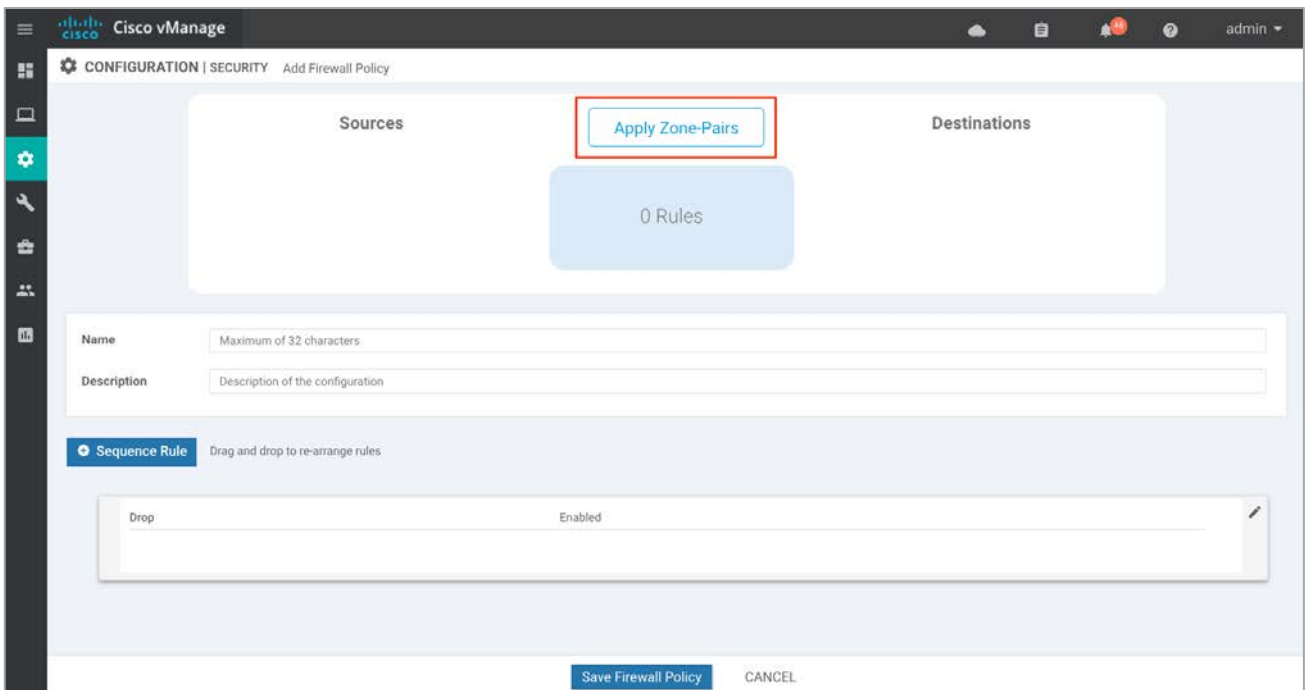 cisco Cisco vManage 46 admin
CONFIGURATION | SECURITY Add Firewall Policy
Sources Apply Zone-Pairs Destinations
0 Rules
Name Maximum of 32 characters
Description Description of the configuration
Sequence Rule Drag and drop to re-arrange rules
Drop Enabled
Save Firewall Policy CANCEL